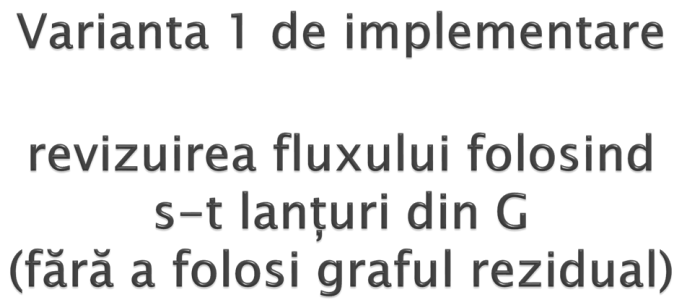 Varianta 1 de implementare
revizuirea fluxului folosind
s-t lanțuri din G
(fără a folosi graful rezidual)